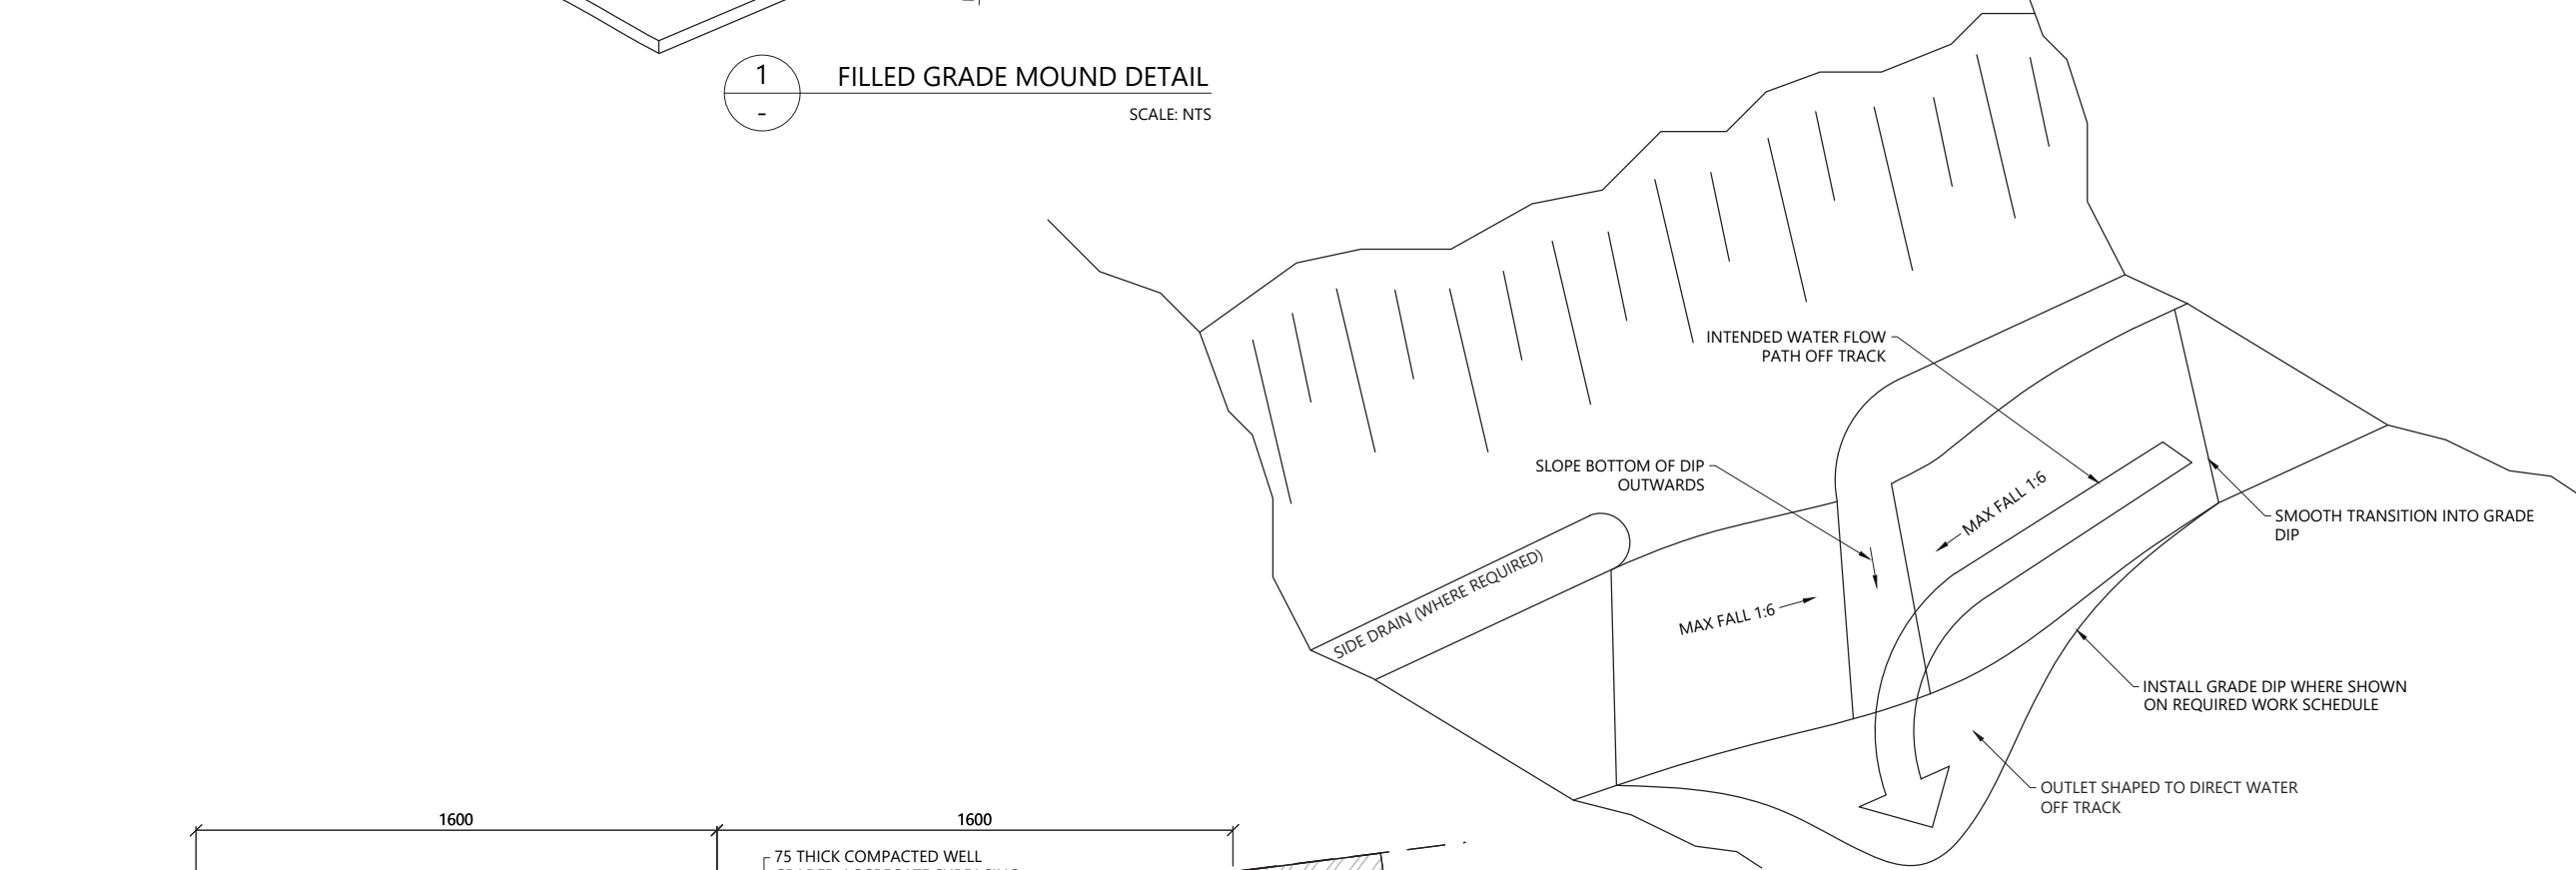 1
FILLED GRADE MOUND DETAIL
-
SCALE: NTS
INTENDED WATER FLOW
PATH OFF TRACK
SLOPE BOTTOM OF DIP
OUTWARDS
MAX FALL 1:6
SMOOTH TRANSITION INTO GRADE
DIP
SIDE DRAIN (WHERE REQUIRED)
MAX FALL 1:6
INSTALL GRADE DIP WHERE SHOWN
ON REQUIRED WORK SCHEDULE
OUTLET SHAPED TO DIRECT WATER
OFF TRACK
1600
1600
75 THICK COMPACTED WELL